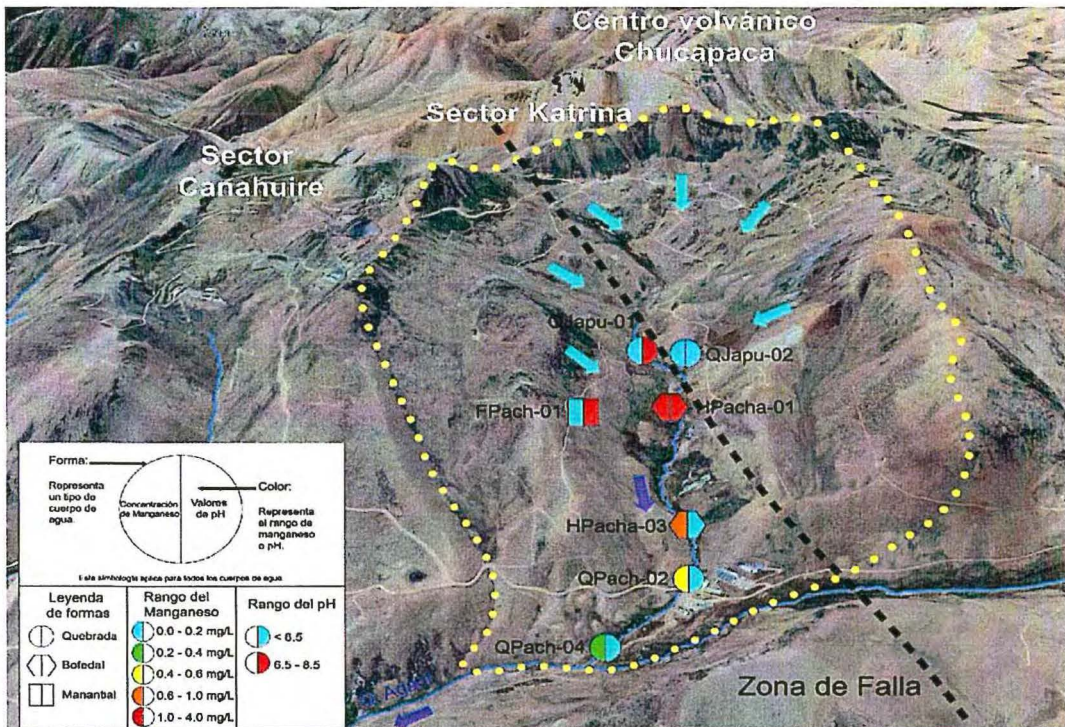 Centro volvánico
Chucapaca
Sector Katrina
Sector
Cañahuire
QJapu-01
QJapu-02
FPach-01
HPacha-01
HPacha-03
QPach-02
QPach-04
Zona de Falla
Forma:
Representa
un tipo de
cuerpo de
agua.
Concentración
de Manganeso
Valores
de pH
Color:
Representa
el rango de
manganeso
o pH.
Esta simbología aplica para todos los cuerpos de agua
Leyenda
de formas
Quebrada
Bofedal
Manantial
Rango del
Manganeso
0.0 - 0.2 mg/L
0.2 - 0.4 mg/L
0.4 - 0.6 mg/L
0.6 - 1.0 mg/L
1.0 - 4.0 mg/L
Rango del pH
< 6.5
6.5 - 8.5